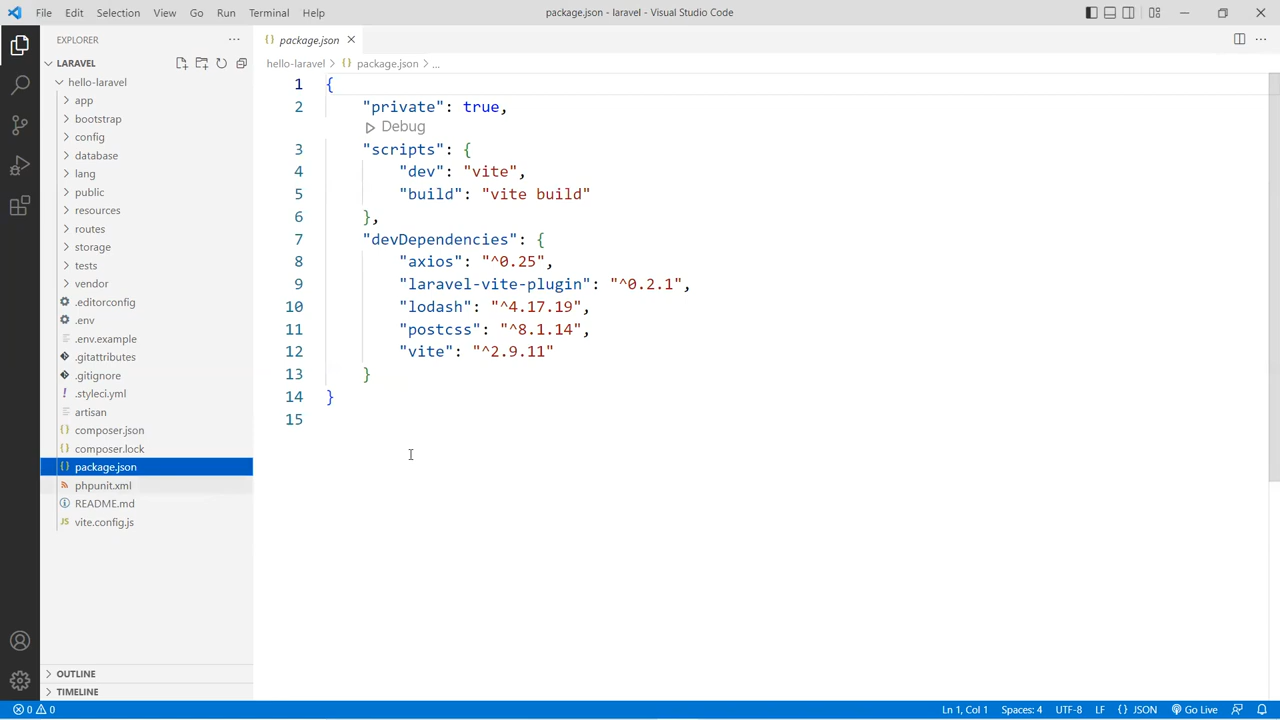 File Edit Selection View Go Run Terminal Help
package.json - laravel - Visual Studio Code
EXPLORER
LARAVEL
hello-laravel
app
bootstrap
config
database
lang
public
resources
routes
storage
tests
vendor
.editorconfig
.env
.env.example
.gitattributes
.gitignore
.styleci.yml
artisan
composer.json
composer.lock
package.json
phpunit.xml
README.md
vite.config.js
OUTLINE
TIMELINE
package.json
hello-laravel > package.json > ...
1 {
2 "private": true,
Debug
3 "scripts": {
4 "dev": "vite",
5 "build": "vite build"
6 },
7 "devDependencies": {
8 "axios": "^0.25",
9 "laravel-vite-plugin": "^0.2.1",
10 "lodash": "^4.17.19",
11 "postcss": "^8.1.14",
12 "vite": "^2.9.11"
13 }
14 }
15
0 0
Ln 1, Col 1 Spaces: 4 UTF-8 LF {} JSON Go Live